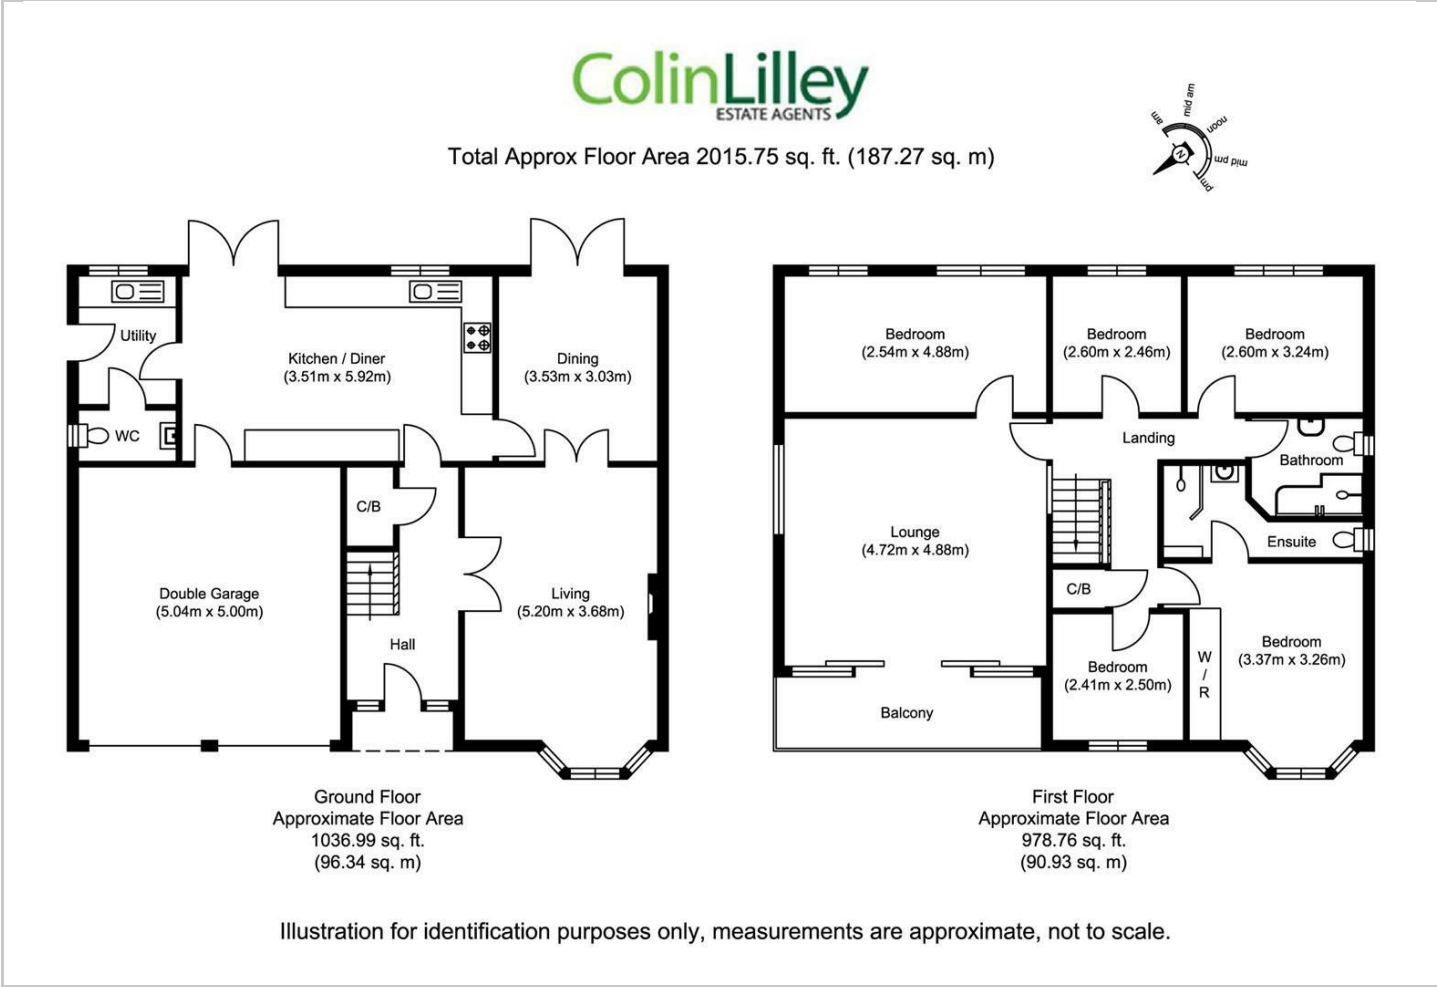 ColinLilley
ESTATE AGENTS
Total Approx Floor Area 2015.75 sq. ft. (187.27 sq. m)
am
mid am
noon
mid pm
pm
N
Utility
WC
Kitchen / Diner
(3.51m x 5.92m)
Dining
(3.53m x 3.03m)
C/B
Double Garage
(5.04m x 5.00m)
Hall
Living
(5.20m x 3.68m)
Ground Floor
Approximate Floor Area
1036.99 sq. ft.
(96.34 sq. m)
Bedroom
(2.54m x 4.88m)
Bedroom
(2.60m x 2.46m)
Bedroom
(2.60m x 3.24m)
Landing
Bathroom
Lounge
(4.72m x 4.88m)
Ensuite
C/B
Bedroom
(2.41m x 2.50m)
W
/
R
Bedroom
(3.37m x 3.26m)
Balcony
First Floor
Approximate Floor Area
978.76 sq. ft.
(90.93 sq. m)
Illustration for identification purposes only, measurements are approximate, not to scale.